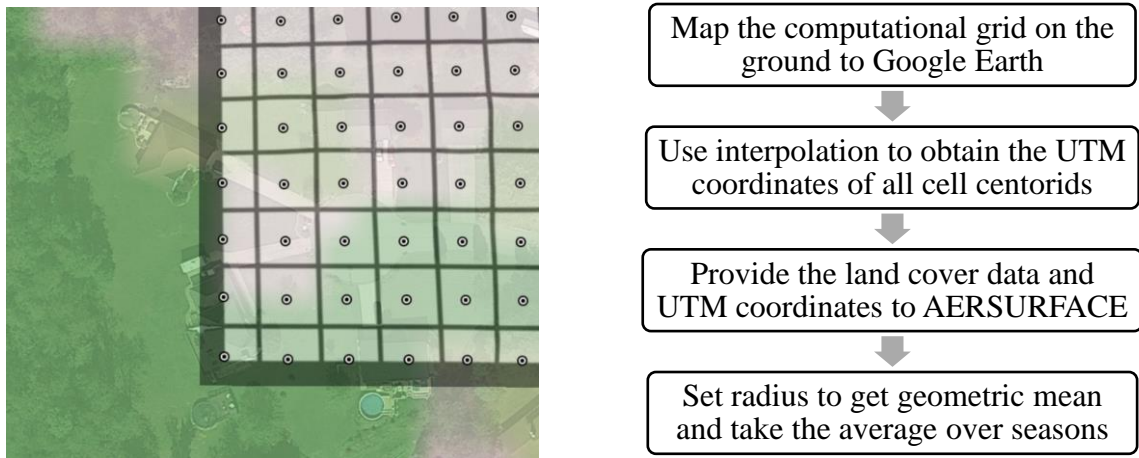 Map the computational grid on the
ground to Google Earth
Use interpolation to obtain the UTM
coordinates of all cell centorids
Provide the land cover data and
UTM coordinates to AERSURFACE
Set radius to get geometric mean
and take the average over seasons